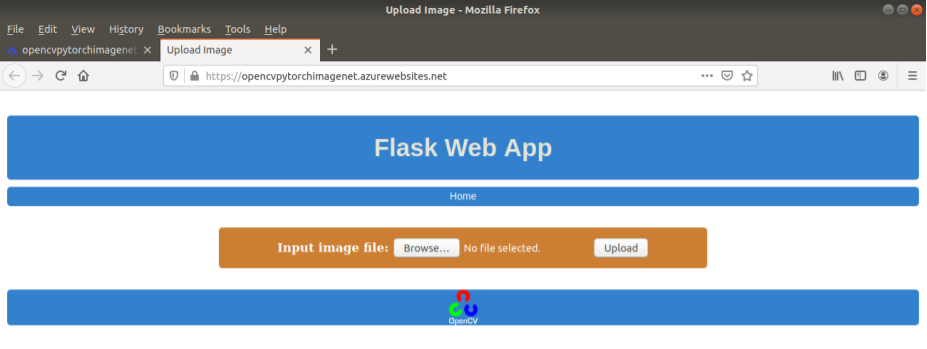 Upload Image - Mozilla Firefox
File Edit View History Bookmarks Tools Help
opencvpytorchimagenet Upload Image
https://opencvpytorchimagenet.azurewebsites.net
Flask Web App
Home
Input image file: Browse... No file selected. Upload
OpenCV